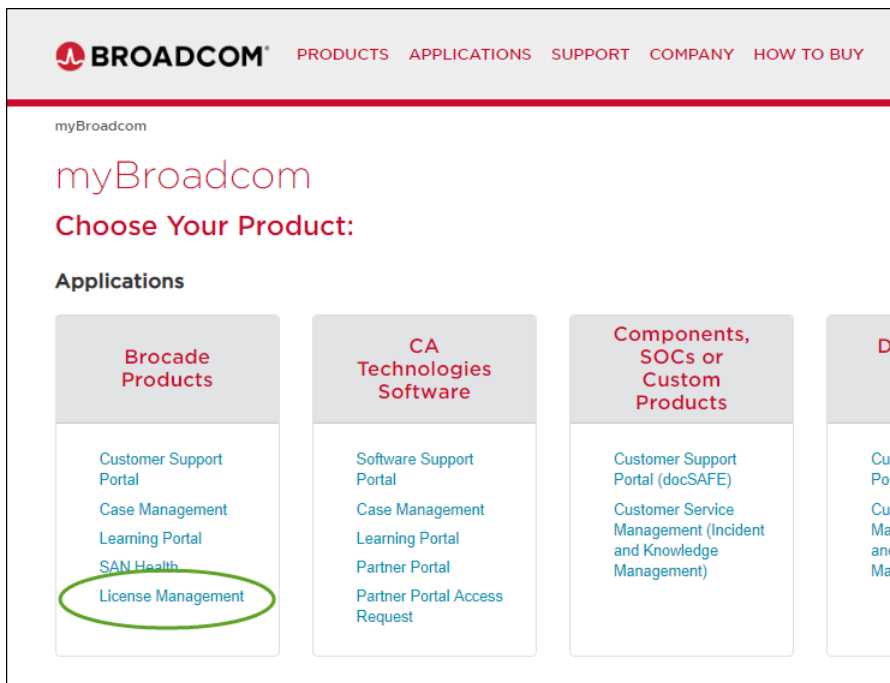 BROADCOM® PRODUCTS APPLICATIONS SUPPORT COMPANY HOW TO BUY
myBroadcom
myBroadcom
Choose Your Product:
Applications
Brocade
Products
Customer Support
Portal
Case Management
Learning Portal
SAN Health
License Management
CA
Technologies
Software
Software Support
Portal
Case Management
Learning Portal
Partner Portal
Partner Portal Access
Request
Components,
SOCs or
Custom
Products
Customer Support
Portal (docSAFE)
Customer Service
Management (Incident
and Knowledge
Management)